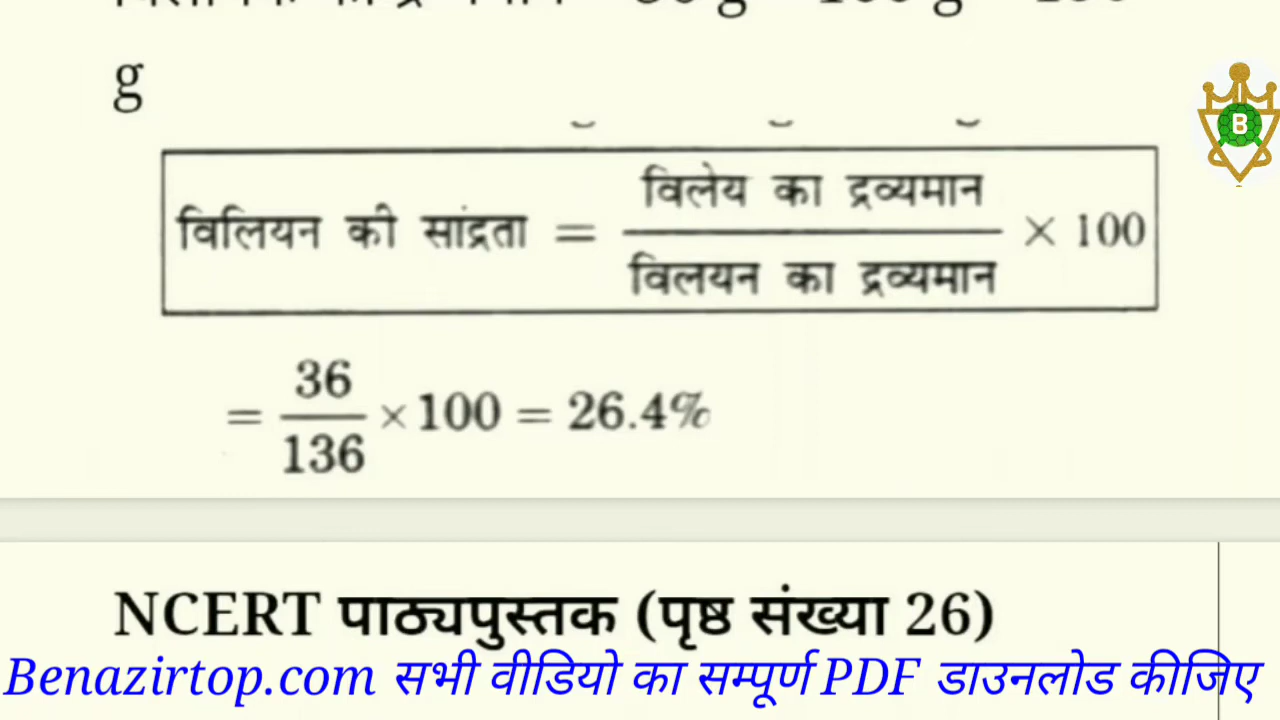 g
B
विलियन की सांद्रता = विलेय का द्रव्यमान / विलयन का द्रव्यमान × 100
= 36/136 × 100 = 26.4%
NCERT पाठ्यपुस्तक (पृष्ठ संख्या 26)
Benazirtop.com सभी वीडियो का सम्पूर्ण PDF डाउनलोड कीजिए